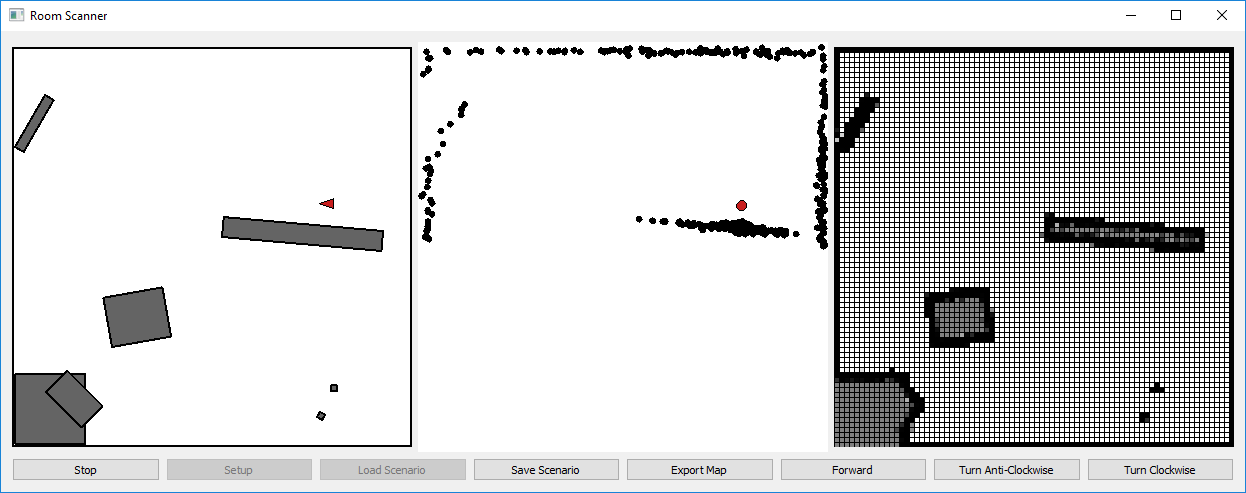 Room Scanner
Stop
Setup
Load Scenario
Save Scenario
Export Map
Forward
Turn Anti-Clockwise
Turn Clockwise